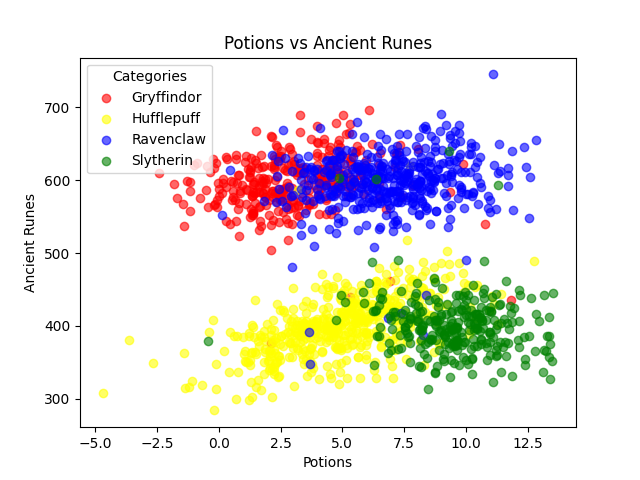 Potions vs Ancient Runes
Categories
Gryffindor
Hufflepuff
Ravenclaw
Slytherin
700
600
500
400
300
Ancient Runes
−5.0 −2.5 0.0 2.5 5.0 7.5 10.0 12.5
Potions